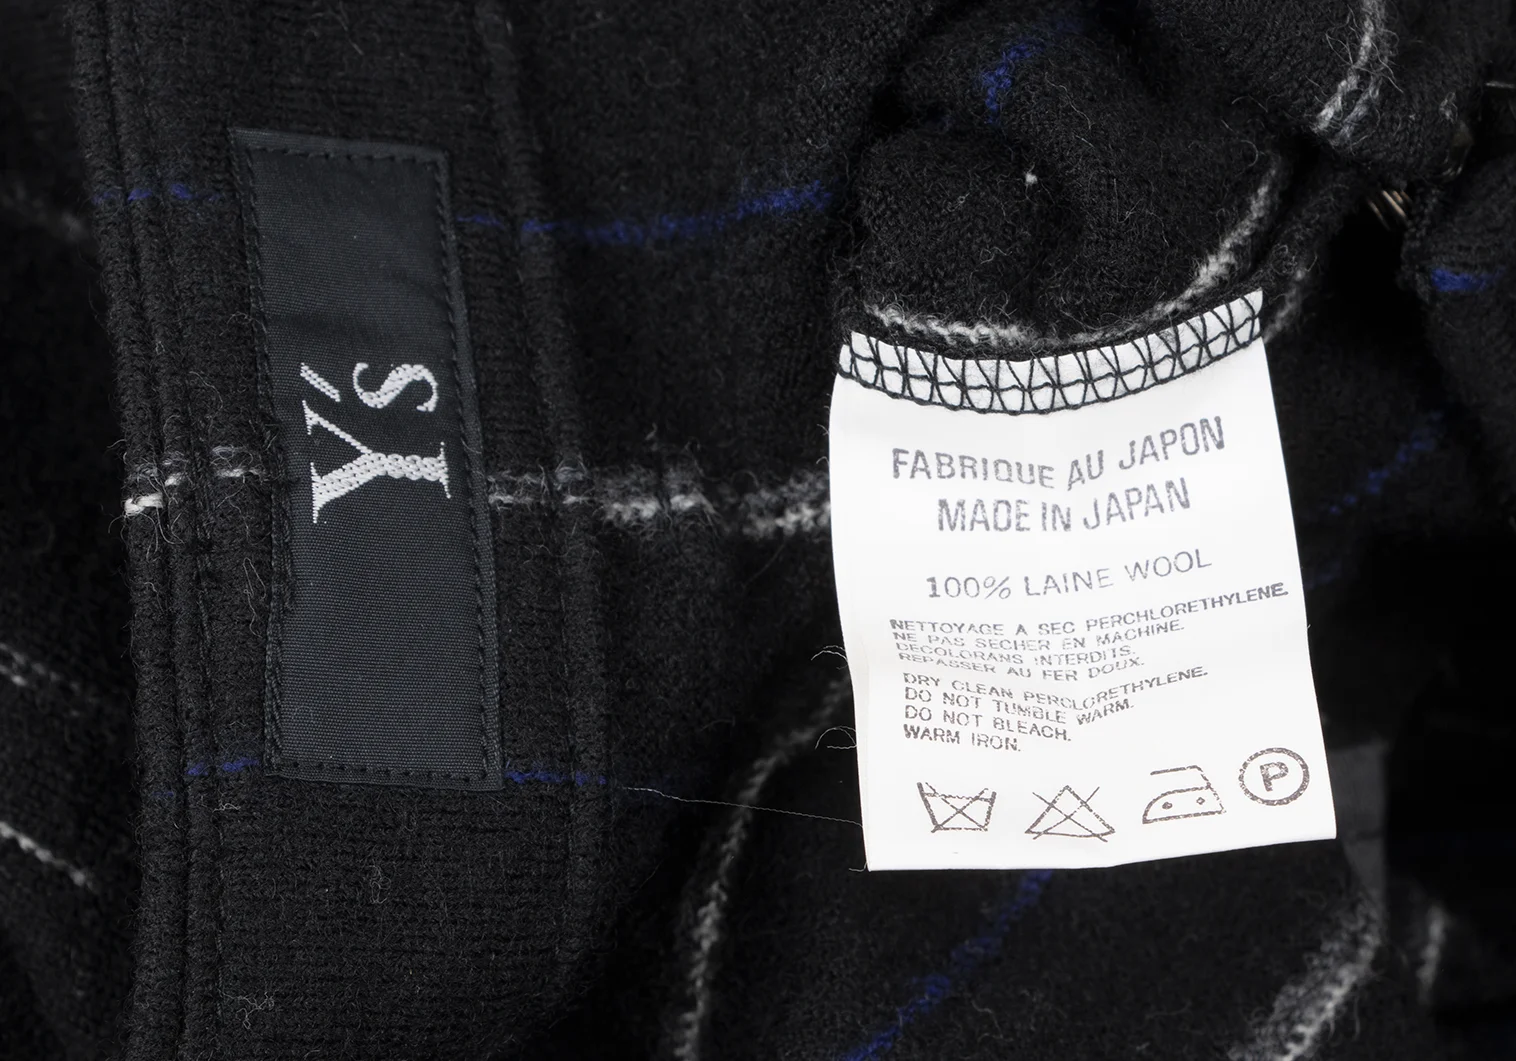 Y's
FABRIQUE AU JAPON
MADE IN JAPAN
100% LAINE WOOL
NETTOYAGE A SEC PERCHLORETHYLENE.
NE PAS SECHER EN MACHINE.
DECOLORANS INTERDITS.
REPASSER AU FER DOUX.
DRY CLEAN PERCLORETHYLENE.
DO NOT TUMBLE WARM.
DO NOT BLEACH.
WARM IRON.
P